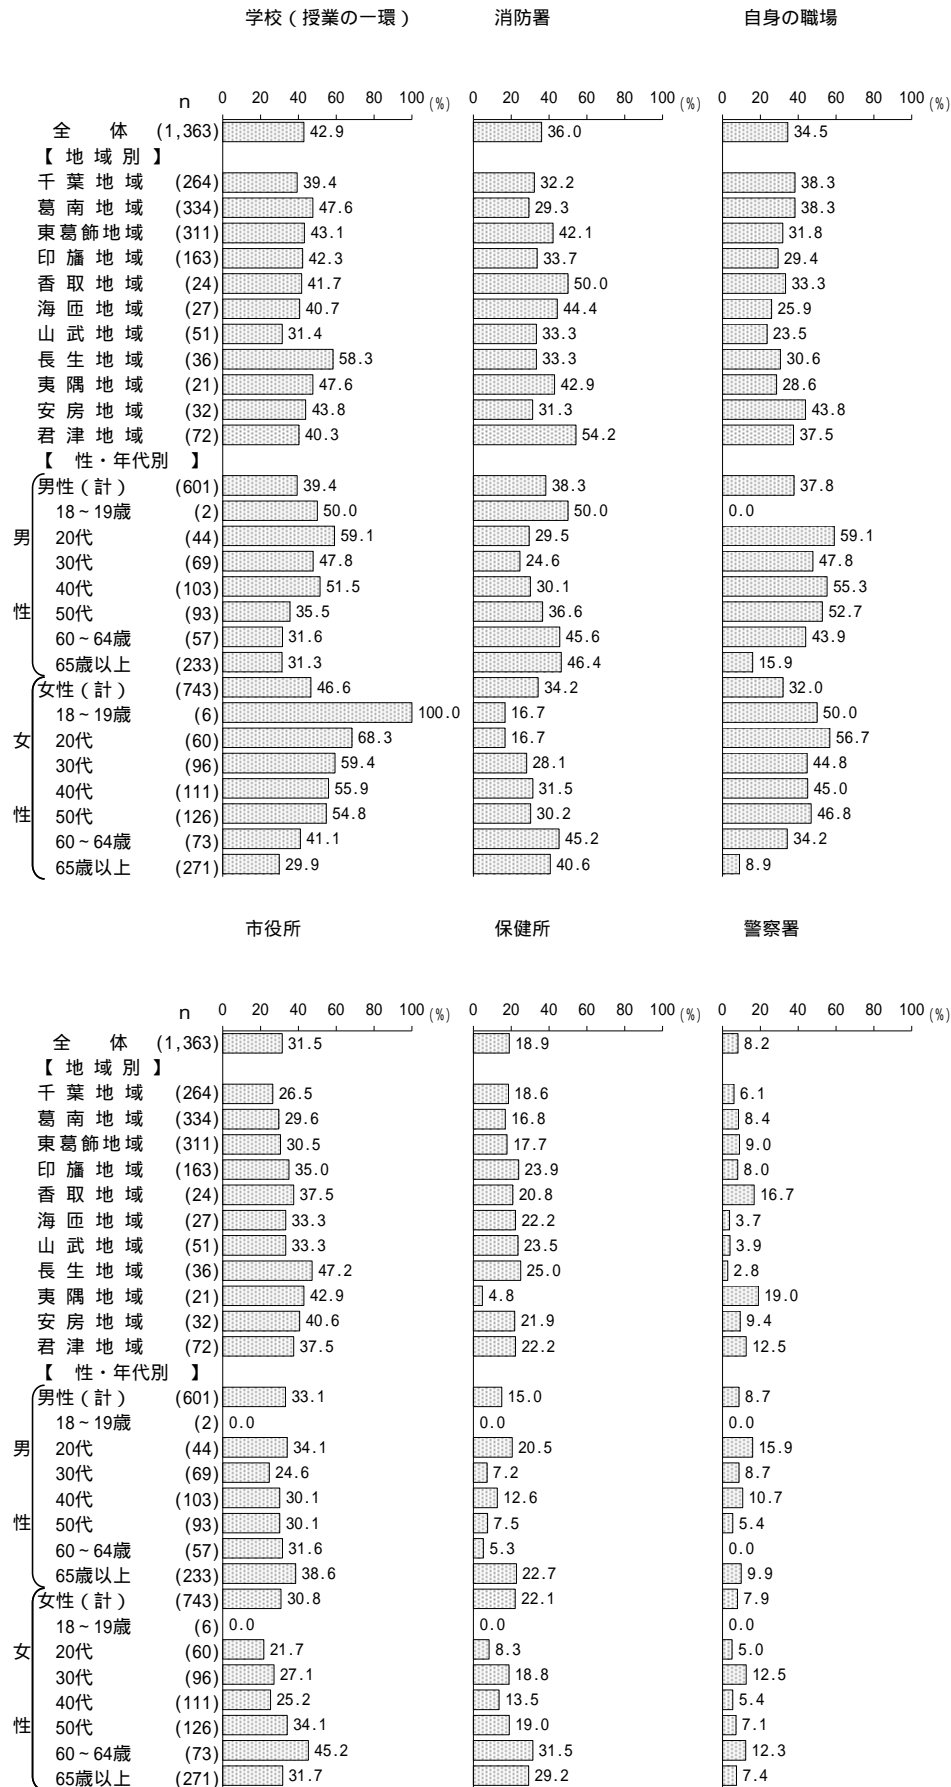 学校（授業の一環） 消防署 自身の職場
n 0 20 40 60 80 100(%) 0 20 40 60 80 100(%) 0 20 40 60 80 100(%)
全体 (1,363) 42.9 36.0 34.5
【地域別】
千葉地域 (264) 39.4 32.2 38.3
葛南地域 (334) 47.6 29.3 38.3
東葛飾地域 (311) 43.1 42.1 31.8
印旛地域 (163) 42.3 33.7 29.4
香取地域 (24) 41.7 50.0 33.3
海匝地域 (27) 40.7 44.4 25.9
山武地域 (51) 31.4 33.3 23.5
長生地域 (36) 58.3 33.3 30.6
夷隅地域 (21) 47.6 42.9 28.6
安房地域 (32) 43.8 31.3 43.8
君津地域 (72) 40.3 54.2 37.5
【性・年代別】
男性（計） (601) 39.4 38.3 37.8
18~19歳 (2) 50.0 50.0 0.0
男 20代 (44) 59.1 29.5 59.1
30代 (69) 47.8 24.6 47.8
40代 (103) 51.5 30.1 55.3
性 50代 (93) 35.5 36.6 52.7
60~64歳 (57) 31.6 45.6 43.9
65歳以上 (233) 31.3 46.4 15.9
女性（計） (743) 46.6 34.2 32.0
18~19歳 (6) 100.0 16.7 50.0
女 20代 (60) 68.3 16.7 56.7
30代 (96) 59.4 28.1 44.8
40代 (111) 55.9 31.5 45.0
性 50代 (126) 54.8 30.2 46.8
60~64歳 (73) 41.1 45.2 34.2
65歳以上 (271) 29.9 40.6 8.9
市役所 保健所 警察署
n 0 20 40 60 80 100(%) 0 20 40 60 80 100(%) 0 20 40 60 80 100(%)
全体 (1,363) 31.5 18.9 8.2
【地域別】
千葉地域 (264) 26.5 18.6 6.1
葛南地域 (334) 29.6 16.8 8.4
東葛飾地域 (311) 30.5 17.7 9.0
印旛地域 (163) 35.0 23.9 8.0
香取地域 (24) 37.5 20.8 16.7
海匝地域 (27) 33.3 22.2 3.7
山武地域 (51) 33.3 23.5 3.9
長生地域 (36) 47.2 25.0 2.8
夷隅地域 (21) 42.9 4.8 19.0
安房地域 (32) 40.6 21.9 9.4
君津地域 (72) 37.5 22.2 12.5
【性・年代別】
男性（計） (601) 33.1 15.0 8.7
18~19歳 (2) 0.0 0.0 0.0
男 20代 (44) 34.1 20.5 15.9
30代 (69) 24.6 7.2 8.7
40代 (103) 30.1 12.6 10.7
性 50代 (93) 30.1 7.5 5.4
60~64歳 (57) 31.6 5.3 0.0
65歳以上 (233) 38.6 22.7 9.9
女性（計） (743) 30.8 22.1 7.9
18~19歳 (6) 0.0 0.0 0.0
女 20代 (60) 21.7 8.3 5.0
30代 (96) 27.1 18.8 12.5
40代 (111) 25.2 13.5 5.4
性 50代 (126) 34.1 19.0 7.1
60~64歳 (73) 45.2 31.5 12.3
65歳以上 (271) 31.7 29.2 7.4